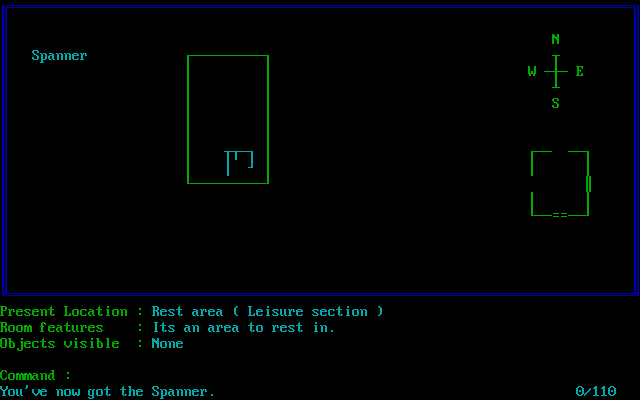 N
Spanner
W E
S
Present Location : Rest area ( Leisure section )
Room features : Its an area to rest in.
Objects visible : None
Command :
You've now got the Spanner. 0/110